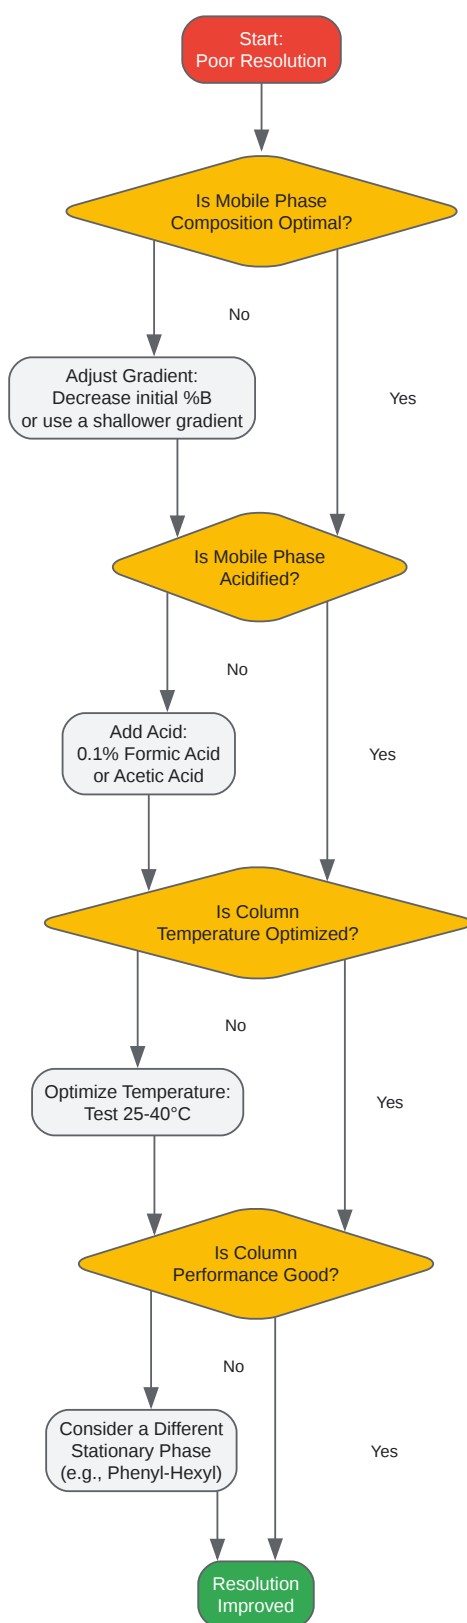 Start:
Poor Resolution
Is Mobile Phase
Composition Optimal?
No
Adjust Gradient:
Decrease initial %B
or use a shallower gradient
Yes
Is Mobile Phase
Acidified?
No
Add Acid:
0.1% Formic Acid
or Acetic Acid
Yes
Is Column
Temperature Optimized?
No
Optimize Temperature:
Test 25-40°C
Yes
Is Column
Performance Good?
No
Consider a Different
Stationary Phase
(e.g., Phenyl-Hexyl)
Yes
Resolution
Improved